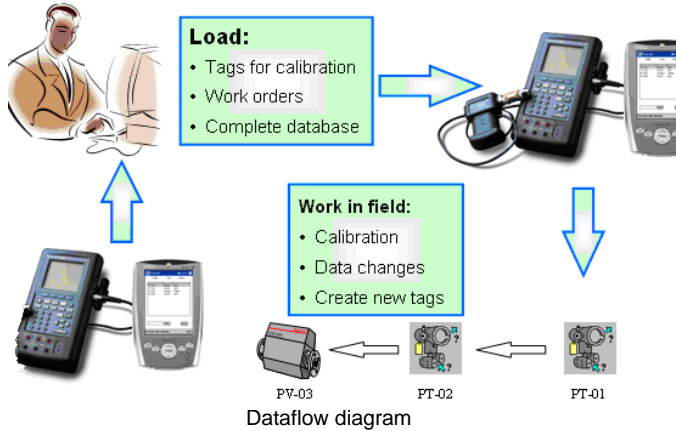 Load:
• Tags for calibration
• Work orders
• Complete database
Work in field:
• Calibration
• Data changes
• Create new tags
?
?
?
?
PV-03
PT-02
PT-01
Dataflow diagram